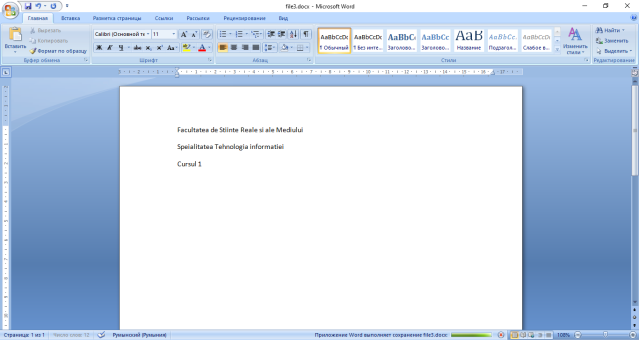 file3.docx - Microsoft Word
Главная Вставка Разметка страницы Ссылки Рассылки Рецензирование Вид
Вставить
Вырезать
Копировать
Формат по образцу
Буфер обмена
Calibri (Основной те 11
Шрифт
Абзац
AaBbCcDc AaBbCcDc AaBbC AaBbCc АаВ AaBbCc. AaBbCcDc
¶ Обычный ¶ Без инте... Заголово... Заголово... Название Подзагол... Слабое в...
Изменить стили
Стили
Найти
Заменить
Выделить
Редактирование
Facultatea de Stiinte Reale si ale Mediului
Speialitatea Tehnologia informatiei
Cursul 1
Страница: 1 из 1 Число слов: 12 Румынский (Румыния) Приложение Word выполняет сохранение file3.docx: 108%